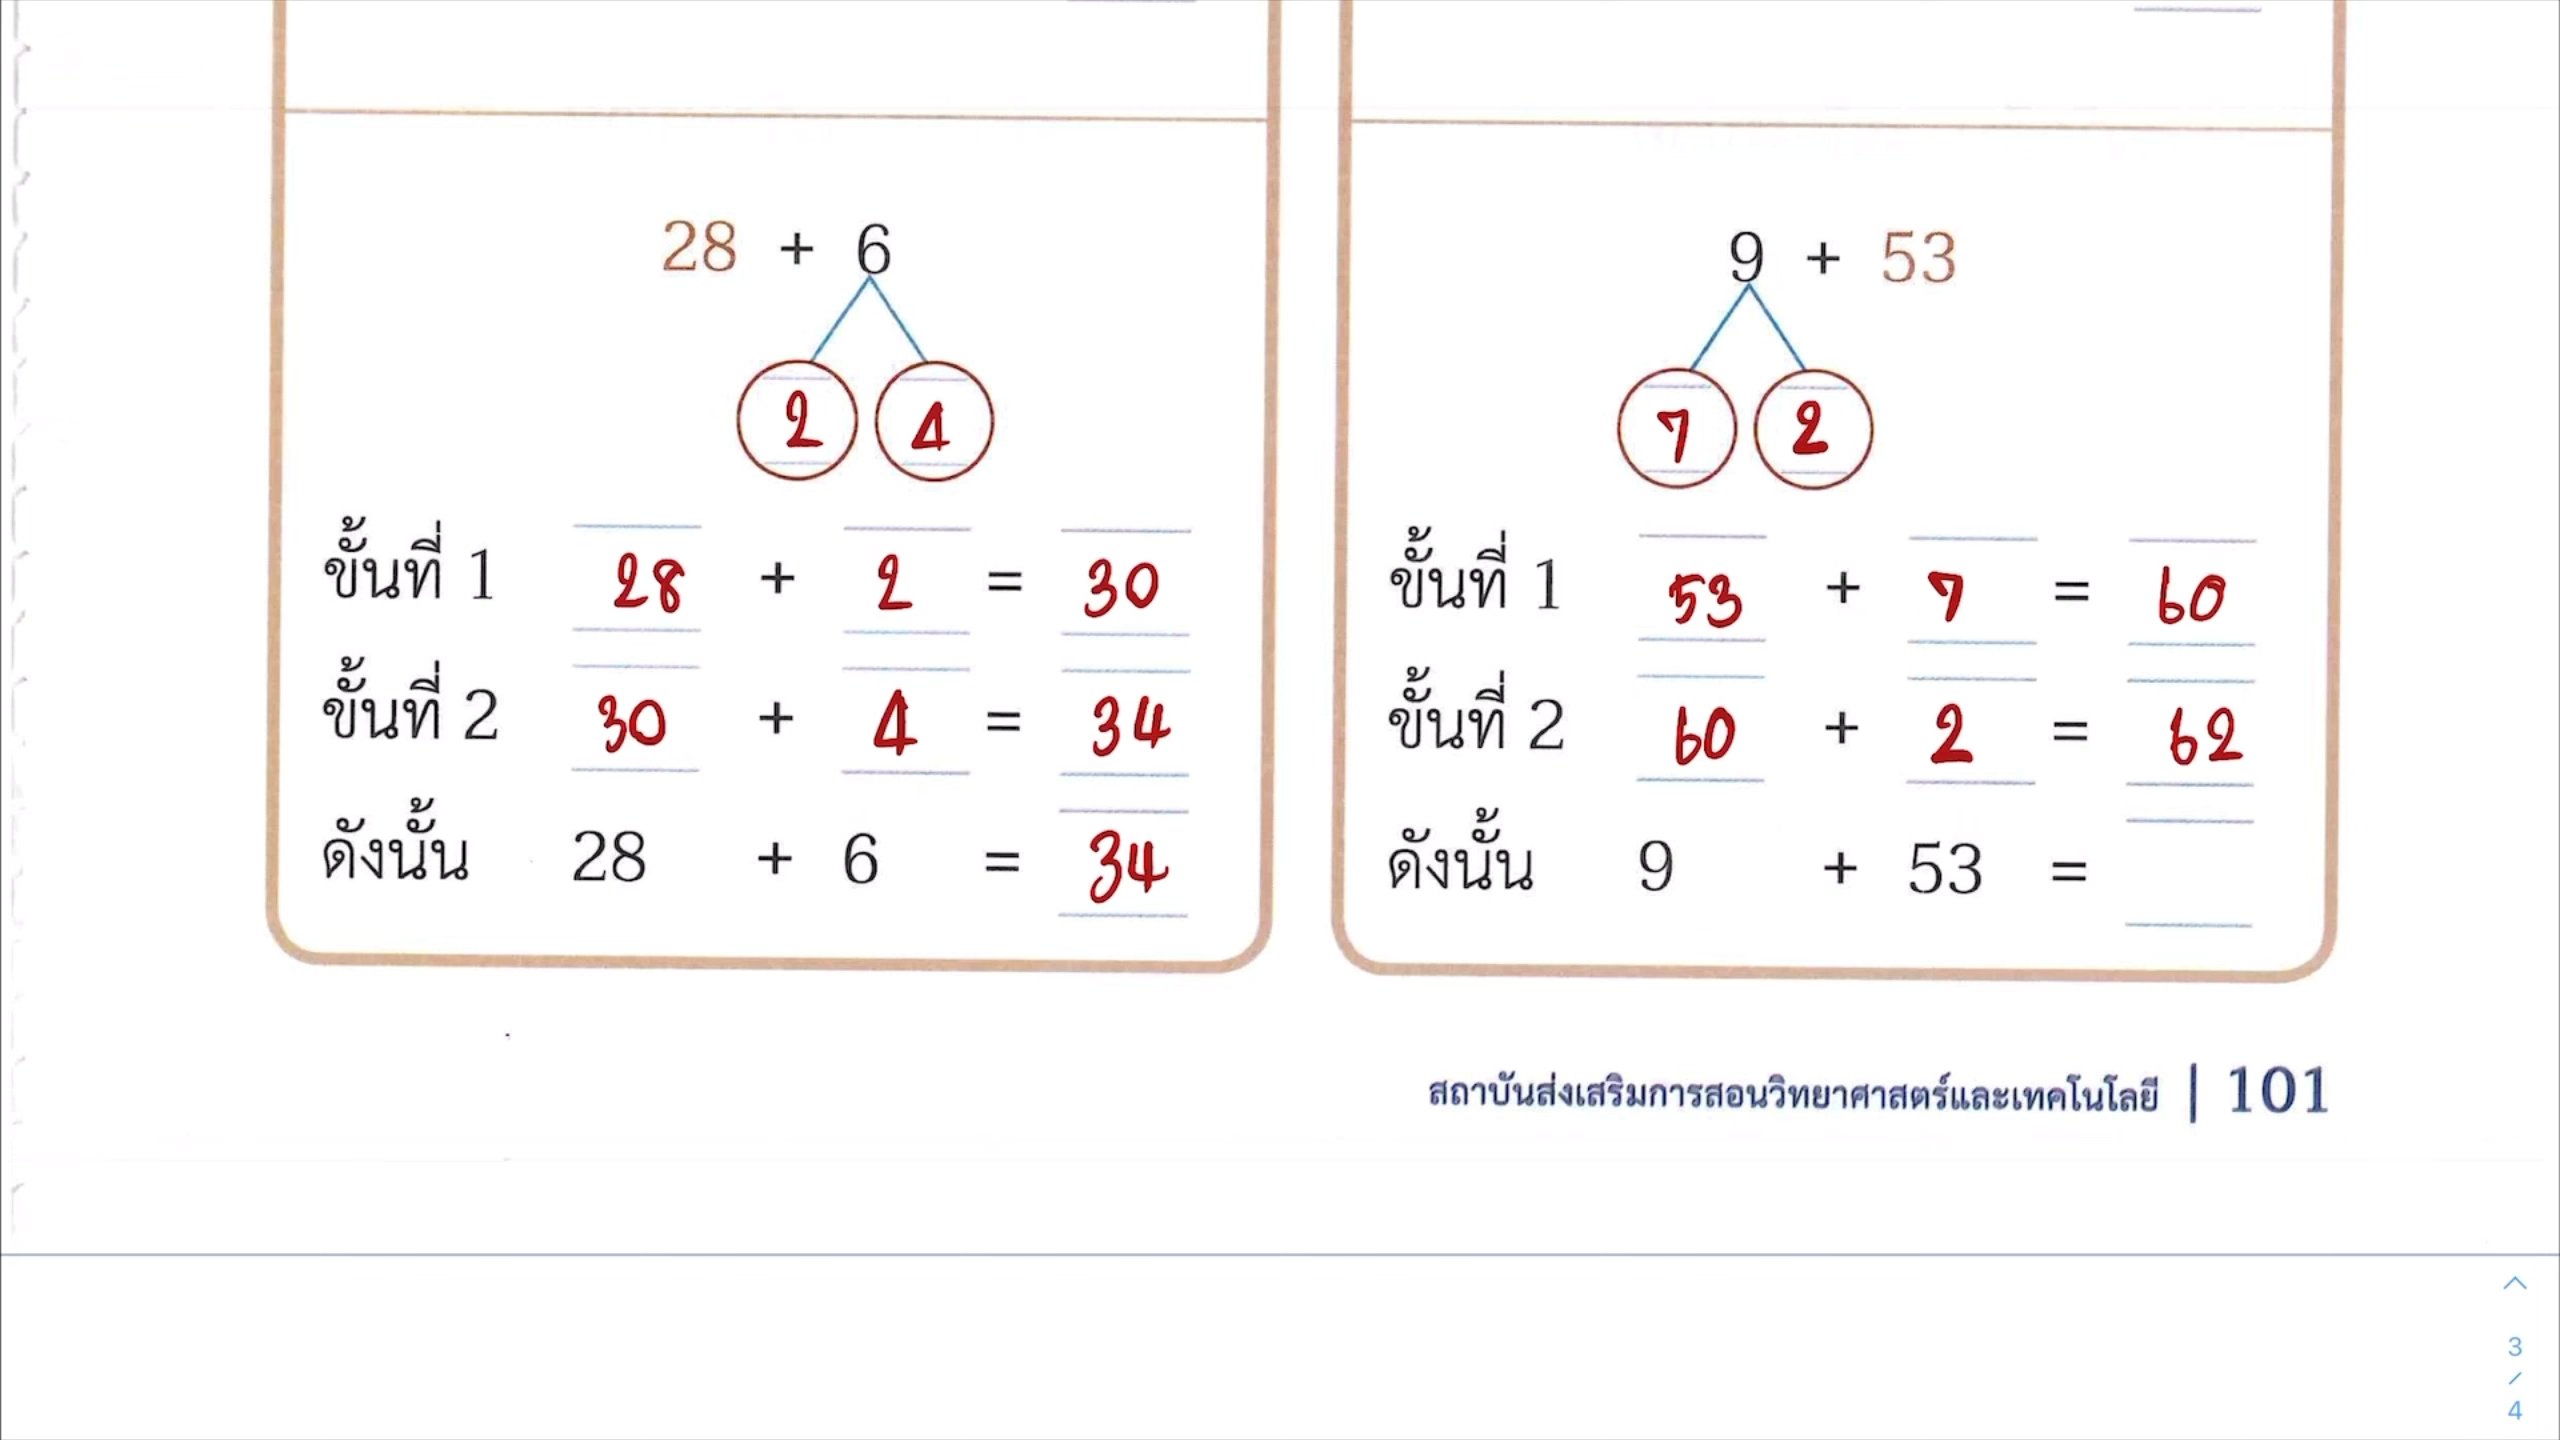 28 + 6
2 4
ขั้นที่ 1 28 + 2 = 30
ขั้นที่ 2 30 + 4 = 34
ดังนั้น 28 + 6 = 34
9 + 53
7 2
ขั้นที่ 1 53 + 7 = 60
ขั้นที่ 2 60 + 2 = 62
ดังนั้น 9 + 53 =
สถาบันส่งเสริมการสอนวิทยาศาสตร์และเทคโนโลยี | 101
3
/
4